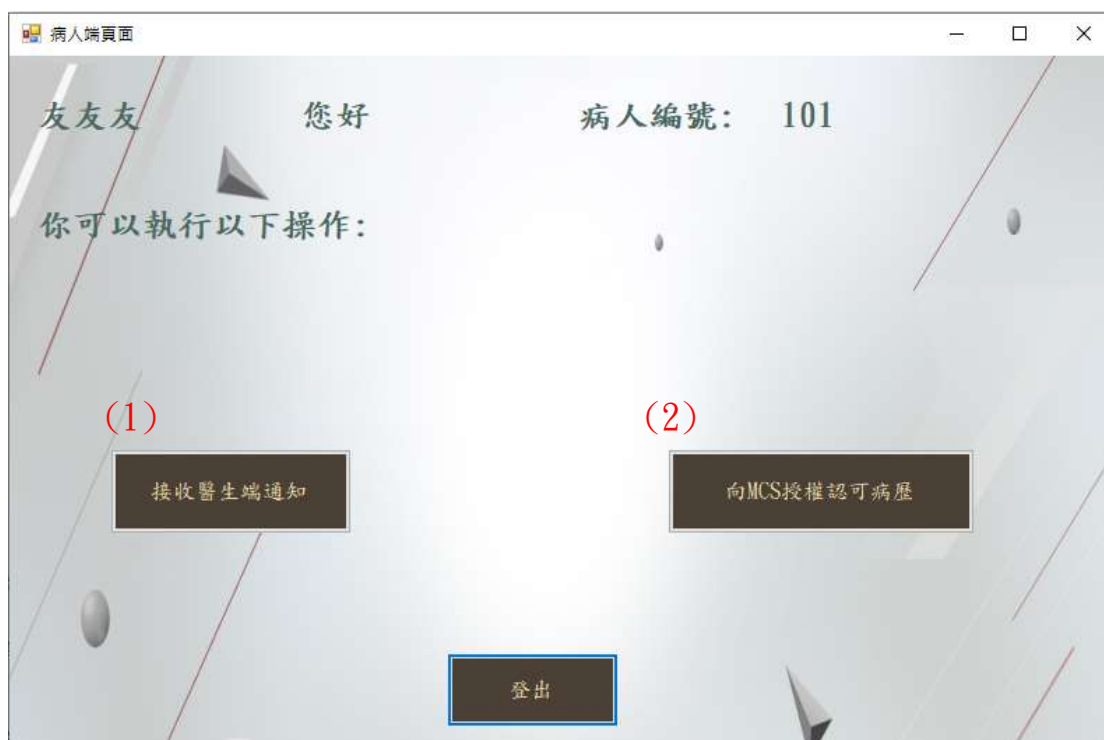 病人端頁面
友友友 您好 病人編號: 101
你可以執行以下操作:
(1) (2)
接收醫生端通知 向MCS授權認可病歷
登出